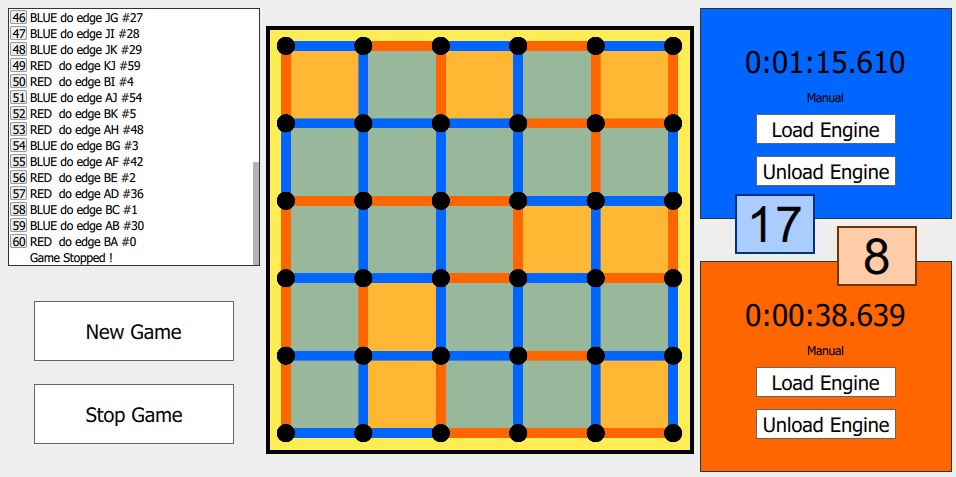 46 BLUE do edge JG #27
47 BLUE do edge JI #28
48 BLUE do edge JK #29
49 RED do edge KJ #59
50 RED do edge BI #4
51 BLUE do edge AJ #54
52 RED do edge BK #5
53 RED do edge AH #48
54 BLUE do edge BG #3
55 BLUE do edge AF #42
56 RED do edge BE #2
57 RED do edge AD #36
58 BLUE do edge BC #1
59 BLUE do edge AB #30
60 RED do edge BA #0
Game Stopped !
New Game
Stop Game
0:01:15.610
Manual
Load Engine
Unload Engine
17
8
0:00:38.639
Manual
Load Engine
Unload Engine